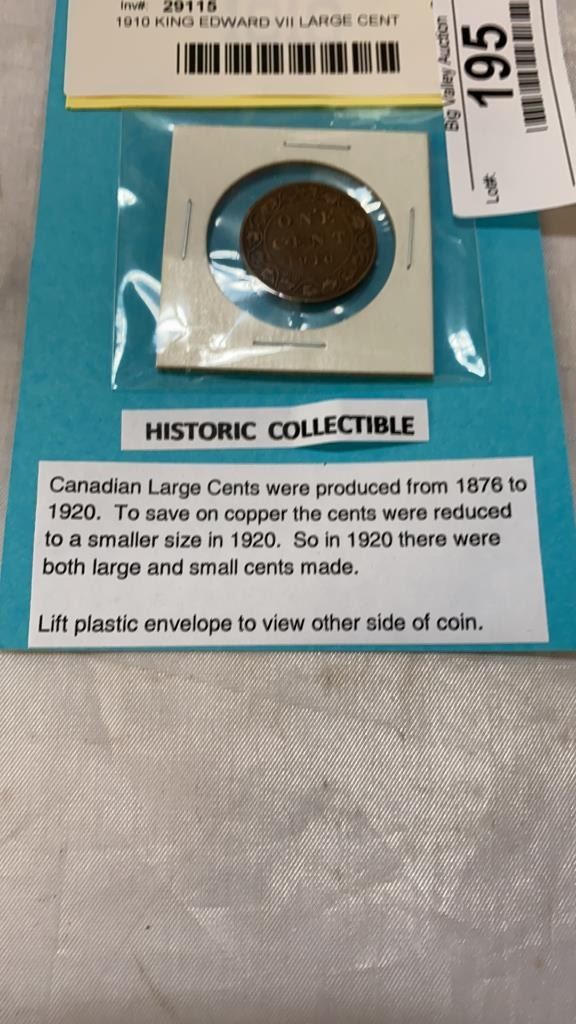 Inv#: 29115
1910 KING EDWARD VII LARGE CENT
Big Valley Auction
195
Lot#:
ONE
CENT
1910
HISTORIC COLLECTIBLE
Canadian Large Cents were produced from 1876 to
1920. To save on copper the cents were reduced
to a smaller size in 1920. So in 1920 there were
both large and small cents made.
Lift plastic envelope to view other side of coin.